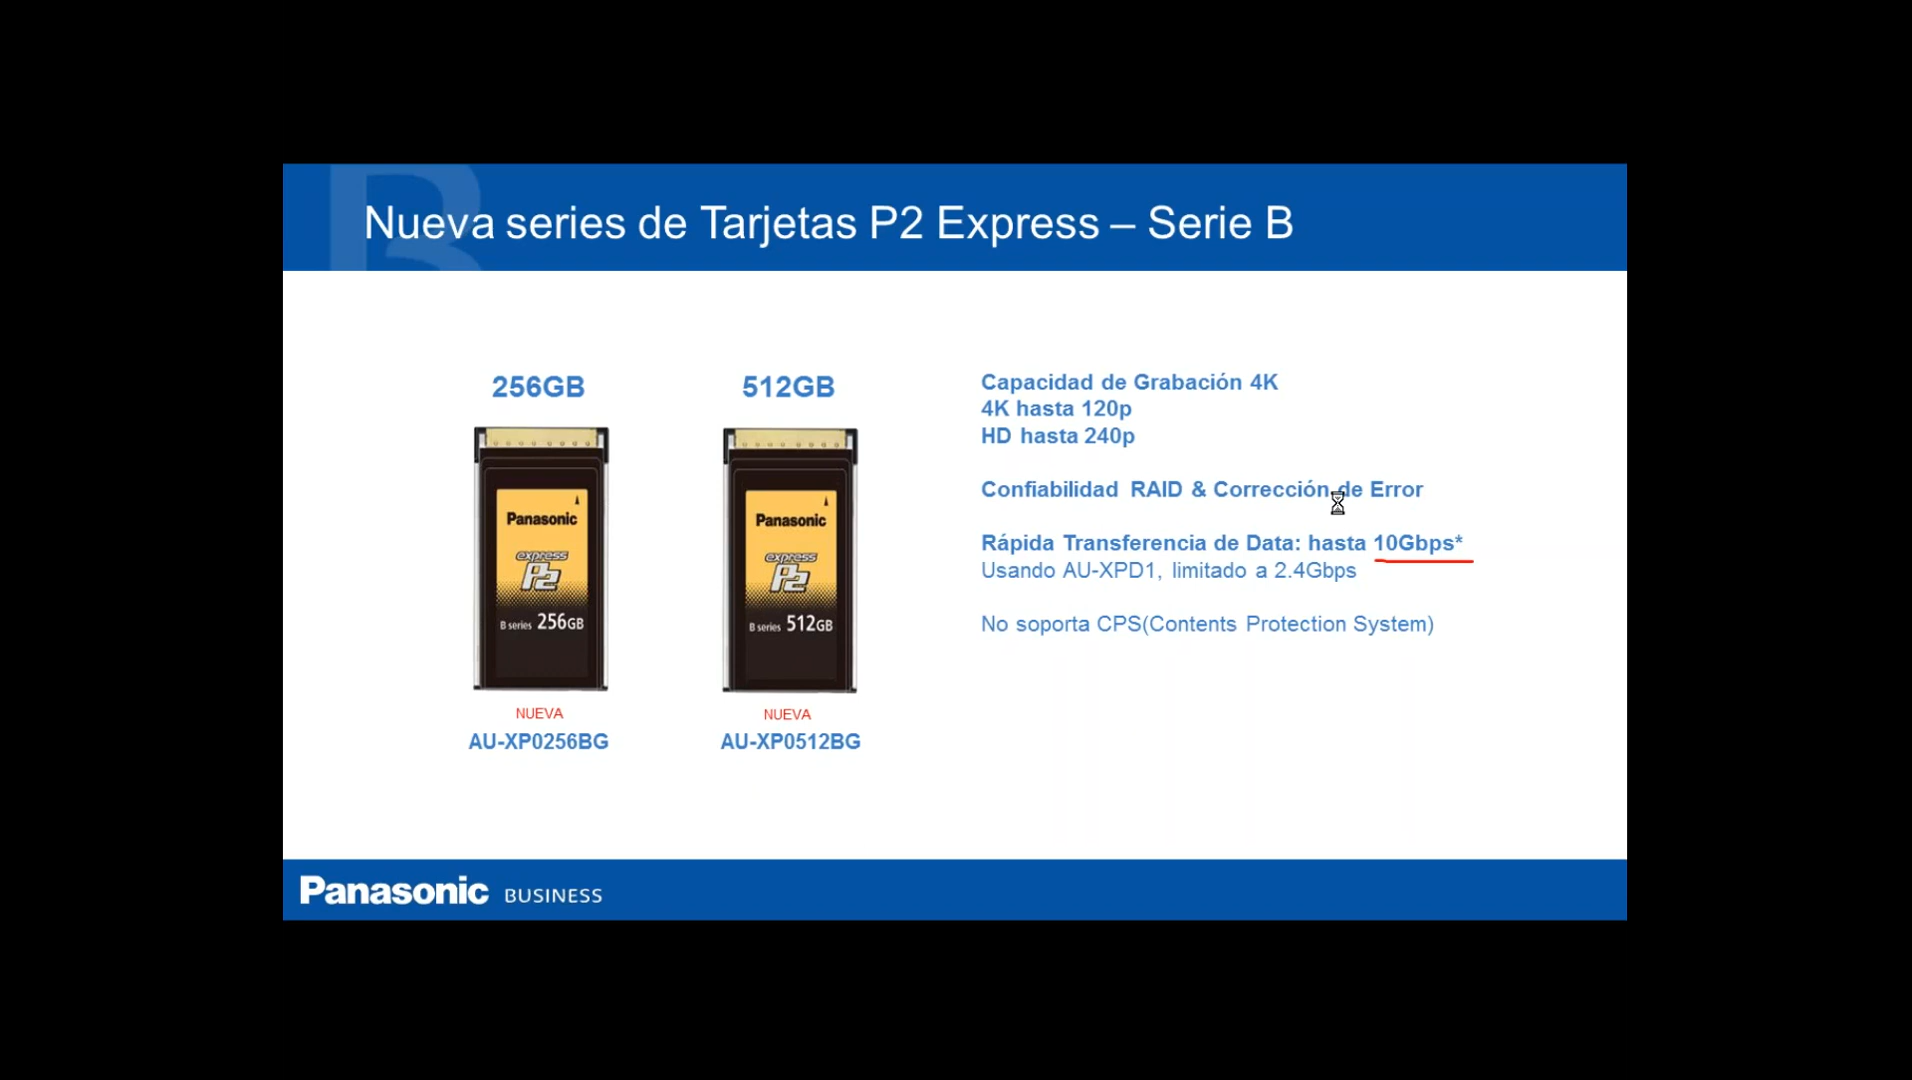 Nueva series de Tarjetas P2 Express – Serie B
256GB
512GB
Panasonic
express
P2
B series 256GB
Panasonic
express
P2
B series 512GB
NUEVA
AU-XP0256BG
NUEVA
AU-XP0512BG
Capacidad de Grabación 4K
4K hasta 120p
HD hasta 240p
Confiabilidad RAID & Corrección de Error
Rápida Transferencia de Data: hasta 10Gbps*
Usando AU-XPD1, limitado a 2.4Gbps
No soporta CPS(Contents Protection System)
Panasonic BUSINESS